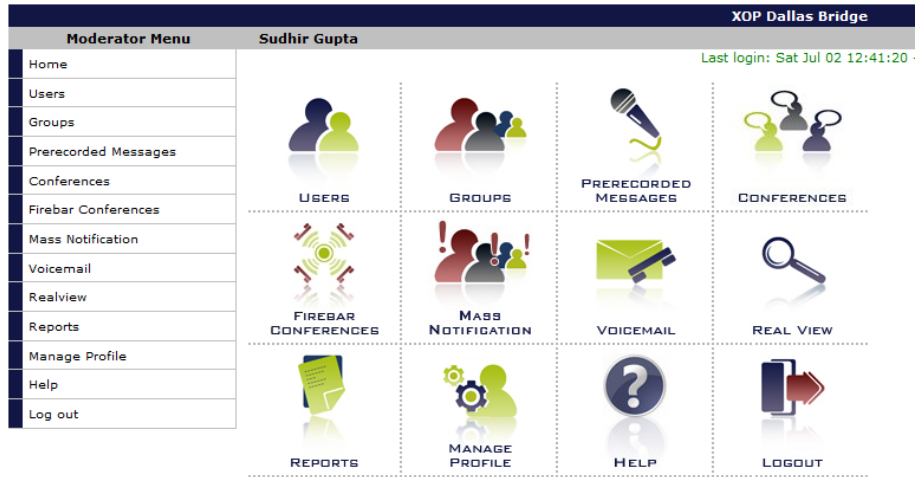 XOP Dallas Bridge
Moderator Menu
Sudhir Gupta
Last login: Sat Jul 02 12:41:20
Home
Users
Groups
Prerecorded Messages
Conferences
Firebar Conferences
Mass Notification
Voicemail
Realview
Reports
Manage Profile
Help
Log out
USERS
GROUPS
PRERECORDED
MESSAGES
CONFERENCES
FIREBAR
CONFERENCES
MASS
NOTIFICATION
VOICEMAIL
REAL VIEW
REPORTS
MANAGE
PROFILE
HELP
LOGOUT